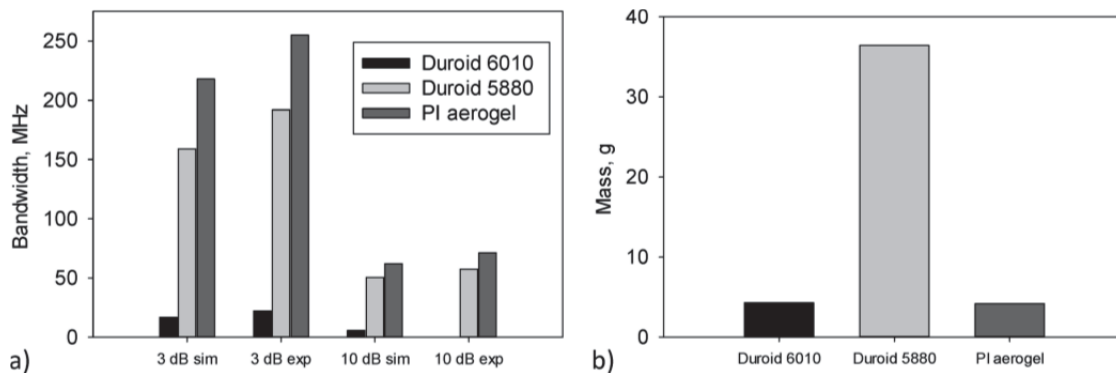 250
200
150
100
50
0
Bandwidth, MHz
Duroid 6010
Duroid 5880
PI aerogel
3 dB sim 3 dB exp 10 dB sim 10 dB exp
a)
40
30
20
10
0
Mass, g
Duroid 6010 Duroid 5880 PI aerogel
b)